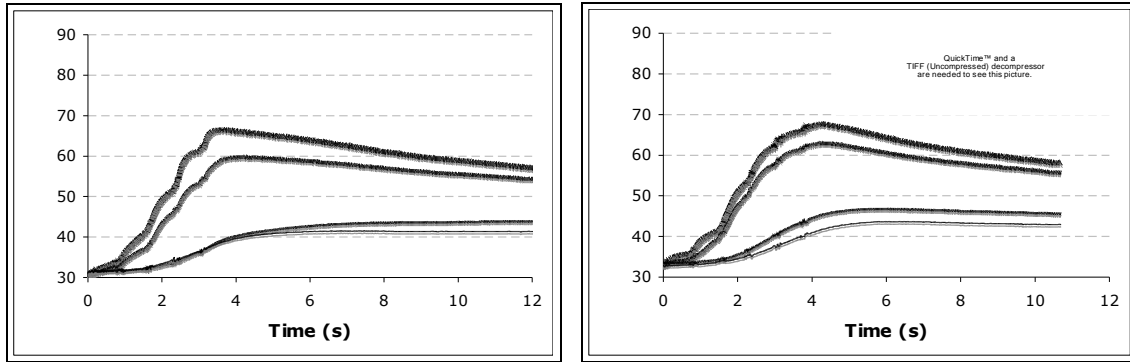 90
80
70
60
50
40
30
0 2 4 6 8 10 12
Time (s)
90
80
70
60
50
40
30
QuickTime™ and a
TIFF (Uncompressed) decompressor
are needed to see this picture.
0 2 4 6 8 10 12
Time (s)